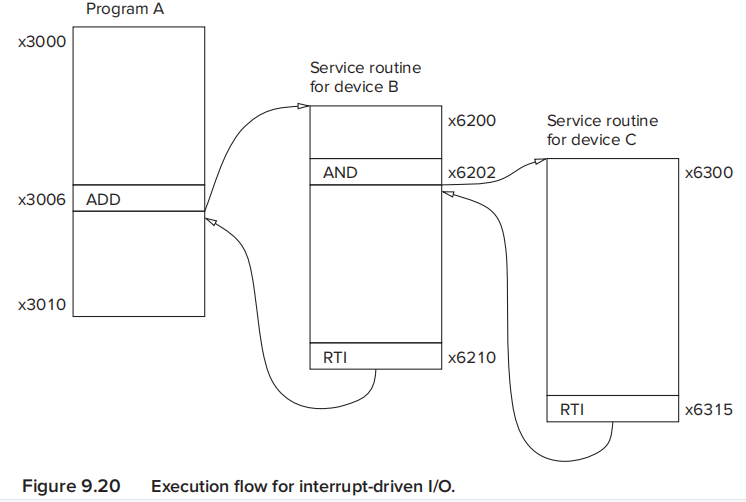 Program A
x3000
Service routine
for device B
x6200
Service routine
for device C
AND
x6202
x6300
x3006
ADD
x3010
RTI
x6210
RTI
x6315
Figure 9.20 Execution flow for interrupt-driven I/O.